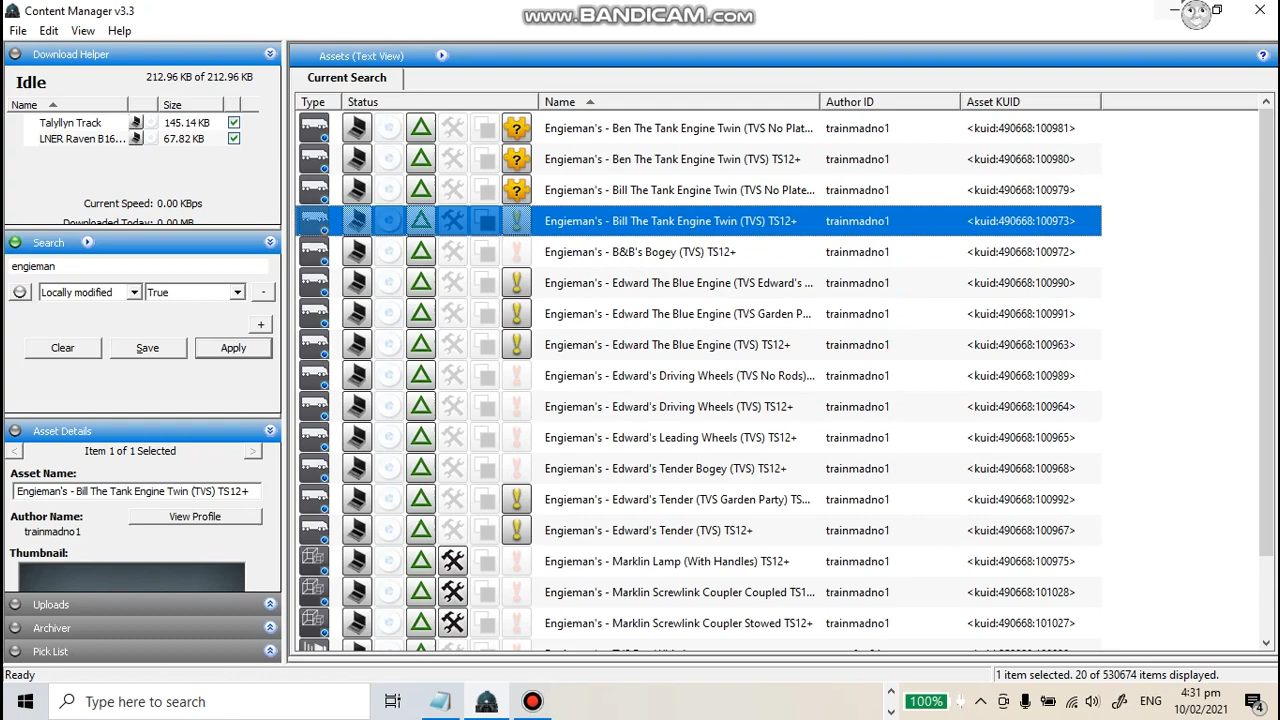 Content Manager v3.3
www.BANDICAM.com
File Edit View Help
Download Helper
Idle
212.96 KB of 212.96 KB
Name Size
Talyllyn Track 145.14 KB
LNER Raven B16... 67.82 KB
Current Speed: 0.00 KBps
Downloaded Today: 0.00 MB
Search
engieman
Locally modified True -
+
Clear Save Apply
Asset Details
< Item 1 of 1 Selected >
Asset Name:
Engieman's - Bill The Tank Engine Twin (TVS) TS12+
Author Name: View Profile
trainmadno1
Thumbnail:
Uploads
Archiver
Pick List
Assets (Text View)
Current Search
Type Status Name Author ID Asset KUID
Engieman's - Ben The Tank Engine Twin (TVS No Plat... trainmadno1 <kuid:490668:100981>
Engieman's - Ben The Tank Engine Twin (TVS) TS12+ trainmadno1 <kuid:490668:100980>
Engieman's - Bill The Tank Engine Twin (TVS No Plate... trainmadno1 <kuid:490668:100979>
Engieman's - Bill The Tank Engine Twin (TVS) TS12+ trainmadno1 <kuid:490668:100973>
Engieman's - B&B's Bogey (TVS) TS12+ trainmadno1 <kuid:490668:100972>
Engieman's - Edward The Blue Engine (TVS Edward's ... trainmadno1 <kuid:490668:100990>
Engieman's - Edward The Blue Engine (TVS Garden P... trainmadno1 <kuid:490668:100991>
Engieman's - Edward The Blue Engine (TVS) TS12+ trainmadno1 <kuid:490668:100963>
Engieman's - Edward's Driving Wheels (TVS No Rods)... trainmadno1 <kuid:490668:100989>
Engieman's - Edward's Driving Wheels (TVS) TS12+ trainmadno1 <kuid:490668:100964>
Engieman's - Edward's Leading Wheels (TVS) TS12+ trainmadno1 <kuid:490668:100965>
Engieman's - Edward's Tender Bogey (TVS) TS12+ trainmadno1 <kuid:490668:100968>
Engieman's - Edward's Tender (TVS Garden Party) TS... trainmadno1 <kuid:490668:100992>
Engieman's - Edward's Tender (TVS) TS12+ trainmadno1 <kuid:490668:100967>
Engieman's - Marklin Lamp (With Handles) TS12+ trainmadno1 <kuid:490668:100975>
Engieman's - Marklin Screwlink Coupler Coupled TS1... trainmadno1 <kuid:490668:101028>
Engieman's - Marklin Screwlink Coupler Stowed TS12+ trainmadno1 <kuid:490668:101027>
Ready 1 item selected. 20 of 530674 items displayed.
Type here to search 100% ENG 4:31 pm
10/02/2021 4